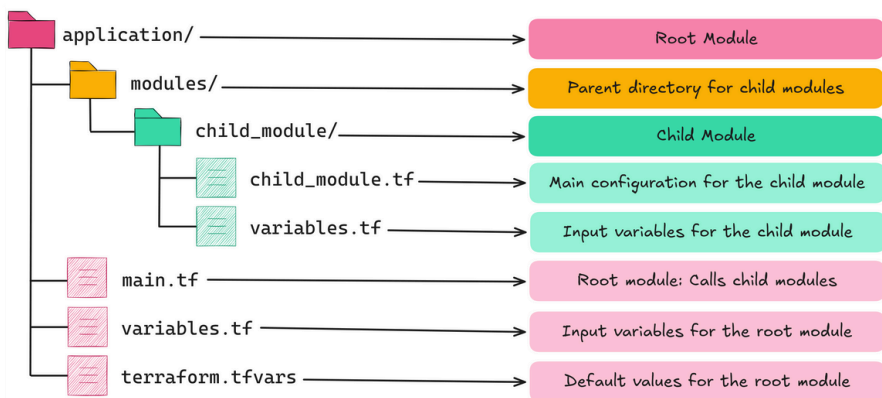 application/
Root Module
modules/
Parent directory for child modules
child_module/
Child Module
child_module.tf
Main configuration for the child module
variables.tf
Input variables for the child module
main.tf
Root module: Calls child modules
variables.tf
Input variables for the root module
terraform.tfvars
Default values for the root module